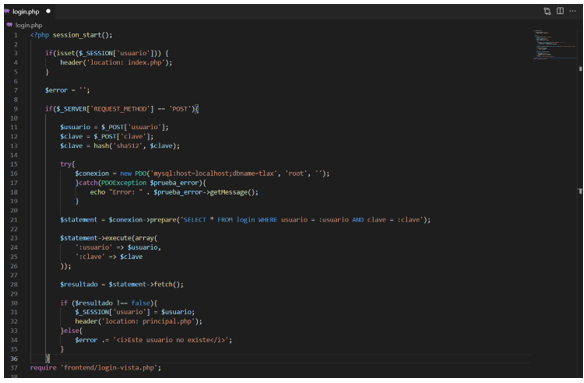 login.php ●
login.php
1 <?php session_start();
2
3 if(isset($_SESSION['usuario'])) {
4 header('location: index.php');
5 }
6
7 $error = '';
8
9 if($_SERVER['REQUEST_METHOD'] == 'POST'){
10
11 $usuario = $_POST['usuario'];
12 $clave = $_POST['clave'];
13 $clave = hash('sha512', $clave);
14
15 try{
16 $conexion = new PDO('mysql:host=localhost;dbname=tlax', 'root', '');
17 }catch(PDOException $prueba_error){
18 echo "Error: " . $prueba_error->getMessage();
19 }
20
21 $statement = $conexion->prepare('SELECT * FROM login WHERE usuario = :usuario AND clave = :clave');
22
23 $statement->execute(array(
24 ':usuario' => $usuario,
25 ':clave' => $clave
26 ));
27
28 $resultado = $statement->fetch();
29
30 if ($resultado !== false){
31 $_SESSION['usuario'] = $usuario;
32 header('location: principal.php');
33 }else{
34 $error .= '<i>Este usuario no existe</i>';
35 }
36 }
37 require 'frontend/login-vista.php';
38